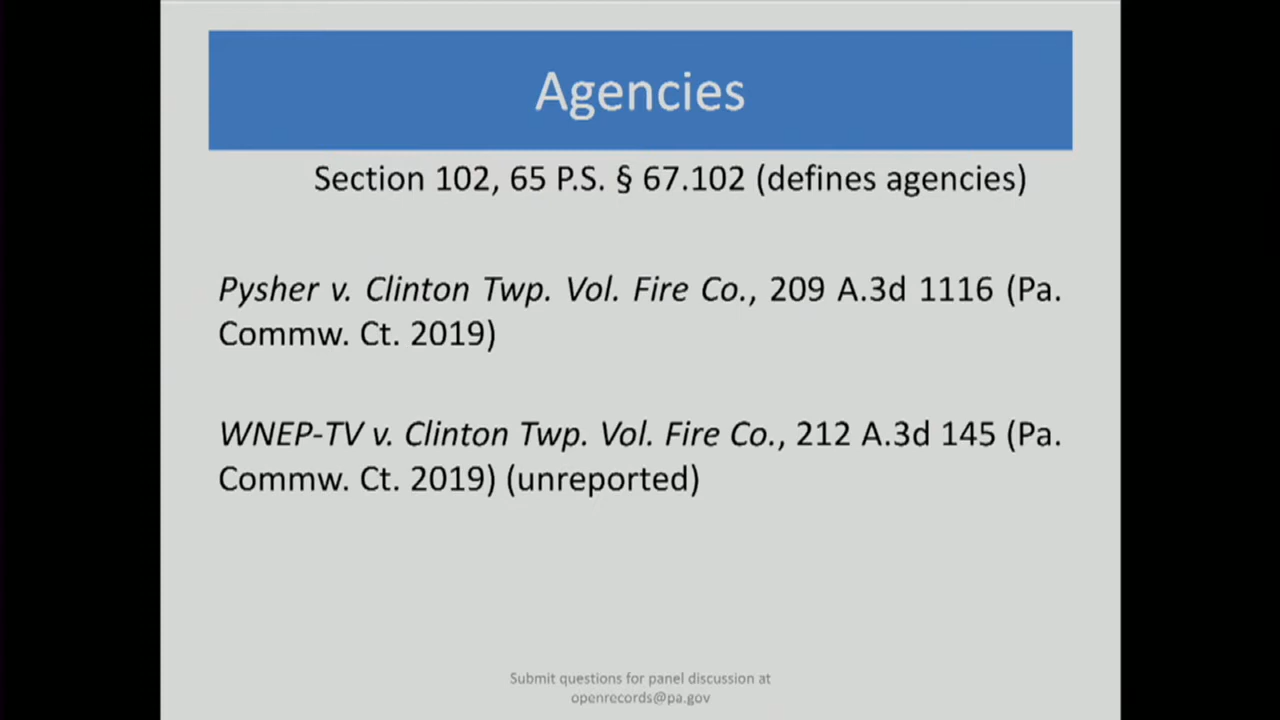 Agencies
Section 102, 65 P.S. § 67.102 (defines agencies)
Pysher v. Clinton Twp. Vol. Fire Co., 209 A.3d 1116 (Pa.
Commw. Ct. 2019)
WNEP-TV v. Clinton Twp. Vol. Fire Co., 212 A.3d 145 (Pa.
Commw. Ct. 2019) (unreported)
Submit questions for panel discussion at
openrecords@pa.gov